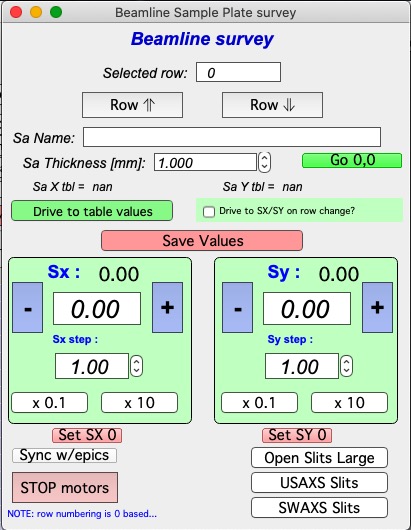 Beamline Sample Plate survey
Beamline survey
Selected row: 0
Row ⇑ Row ⇓
Sa Name:
Sa Thickness [mm]: 1.000 Go 0,0
Sa X tbl = nan Sa Y tbl = nan
Drive to table values Drive to SX/SY on row change?
Save Values
Sx : 0.00 Sy : 0.00
- 0.00 + - 0.00 +
Sx step : Sy step :
1.00 1.00
x 0.1 x 10 x 0.1 x 10
Set SX 0 Set SY 0
Sync w/epics Open Slits Large
STOP motors USAXS Slits
NOTE: row numbering is 0 based... SWAXS Slits